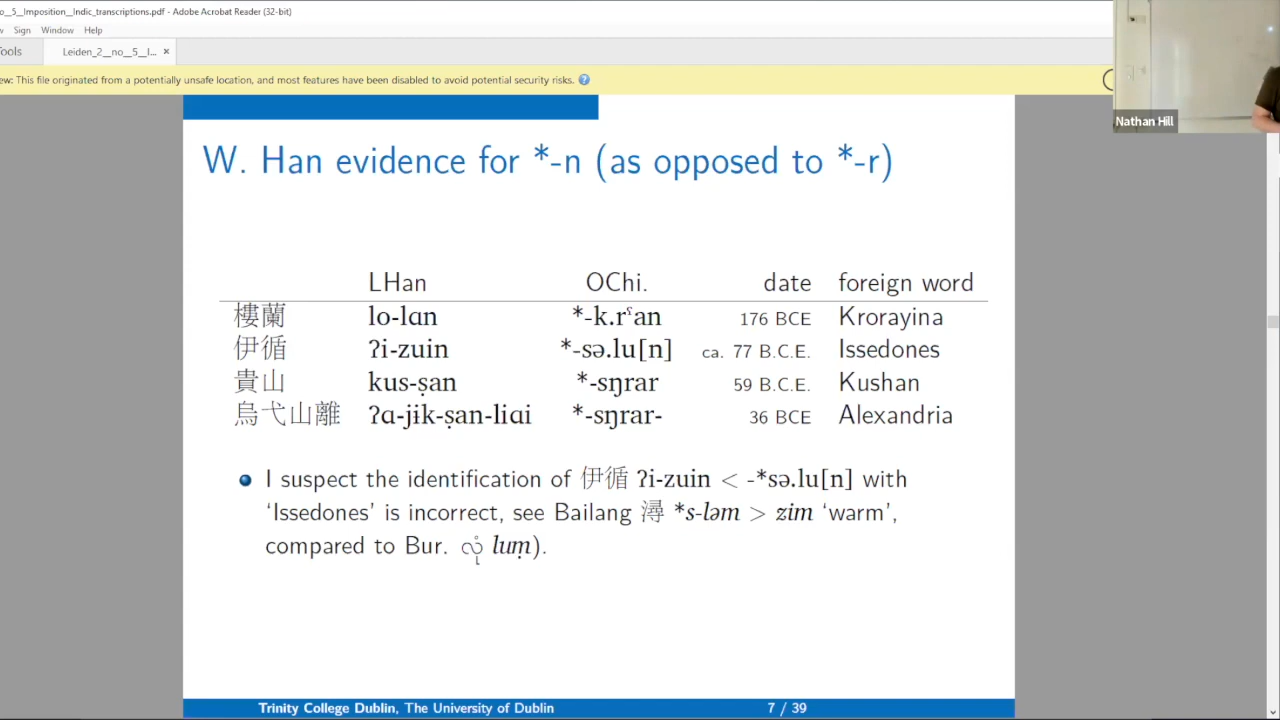 o__5__Imposition_Indic_transcriptions.pdf - Adobe Acrobat Reader (32-bit)
w Sign Window Help
Tools Leiden_2__no__5__I... ×
ew: This file originated from a potentially unsafe location, and most features have been disabled to avoid potential security risks.
Nathan Hill
W. Han evidence for *-n (as opposed to *-r)
LHan OChi. date foreign word
樓蘭 lo-lɑn *-k.rˤan 176 BCE Krorayina
伊循 ʔi-zuin *-sə.lu[n] ca. 77 B.C.E. Issedones
貴山 kus-ṣan *-sŋrar 59 B.C.E. Kushan
烏弋山離 ʔɑ-jɨk-ṣan-liɑi *-sŋrar- 36 BCE Alexandria
I suspect the identification of 伊循 ʔi-zuin < -*sə.lu[n] with
‘Issedones’ is incorrect, see Bailang 潯 *s-ləm > zim ‘warm’,
compared to Bur. လုံ luṃ).
Trinity College Dublin, The University of Dublin 7 / 39